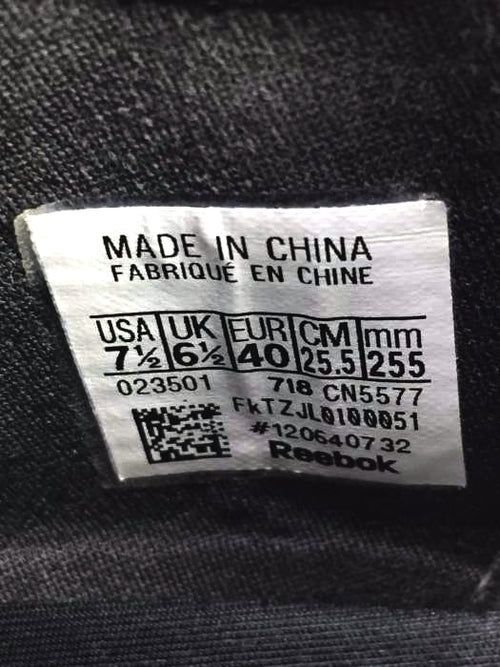 MADE IN CHINA
FABRIQUÉ EN CHINE
USA UK EUR CM mm
7½ 6½ 40 25.5 255
023501 718 CN5577
FkTZJL0100051
#120640732
Reebok